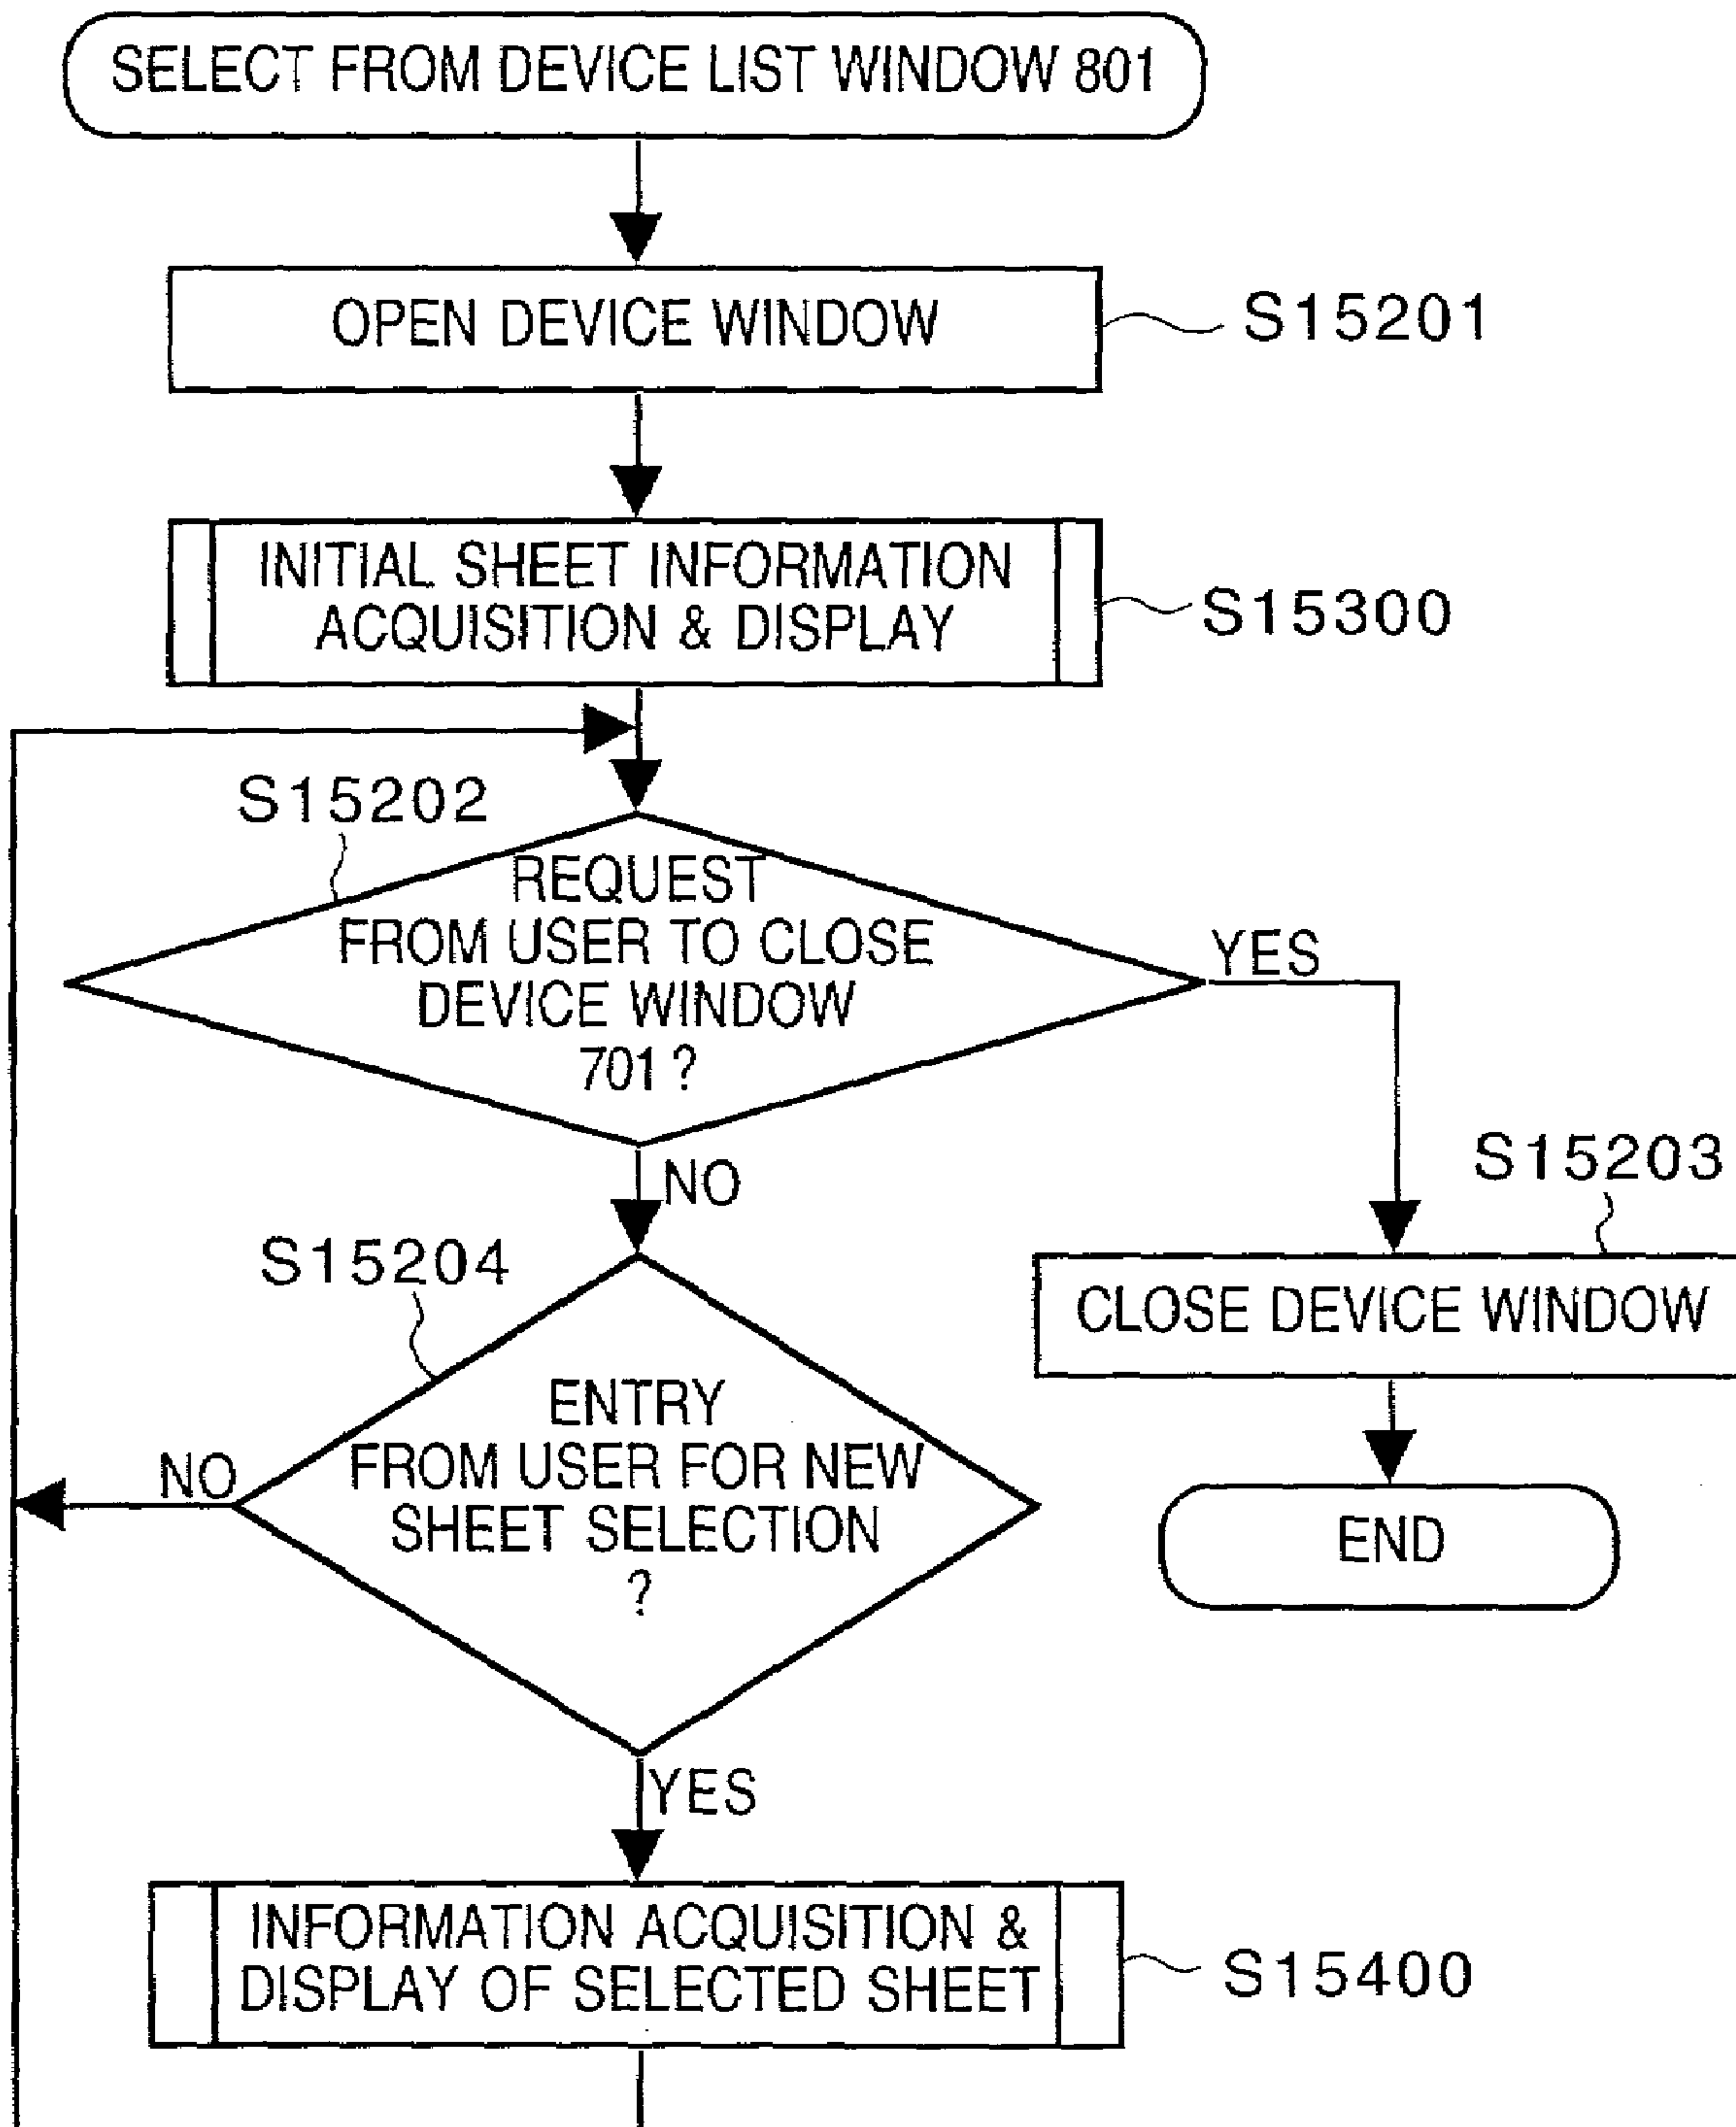 SELECT FROM DEVICE LIST WINDOW 801
OPEN DEVICE WINDOW
S15201
INITIAL SHEET INFORMATION
ACQUISITION & DISPLAY
S15300
S15202
REQUEST
FROM USER TO CLOSE
DEVICE WINDOW
701 ?
YES
NO
S15203
CLOSE DEVICE WINDOW
END
S15204
ENTRY
FROM USER FOR NEW
SHEET SELECTION
?
NO
YES
INFORMATION ACQUISITION &
DISPLAY OF SELECTED SHEET
S15400